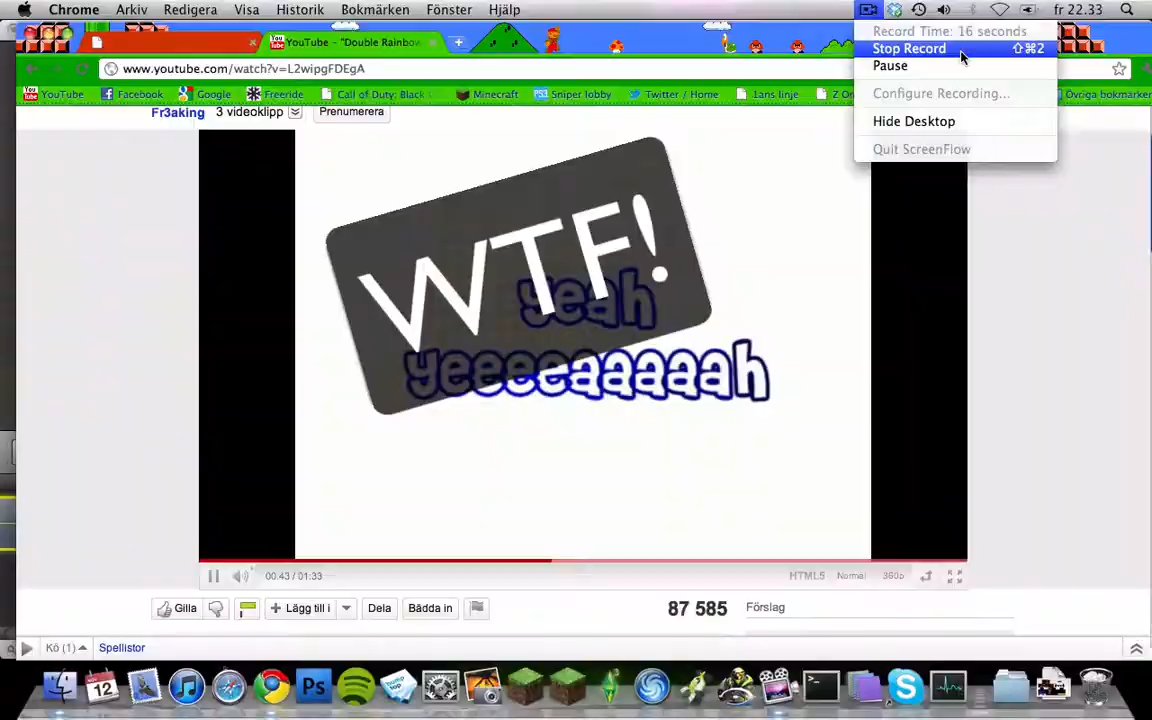 Chrome Arkiv Redigera Visa Historik Bokmärken Fönster Hjälp fr 22.33
Record Time: 16 seconds
Stop Record ⇧⌘2
Pause
Configure Recording...
Hide Desktop
Quit ScreenFlow
YouTube - "Double Rainbow
www.youtube.com/watch?v=L2wipgFDEgA
YouTube Facebook Google Freeride Call of Duty: Black Minecraft Sniper lobby Twitter / Home 1ans linje Övriga bokmärken
Fr3aking 3 videoklipp Prenumerera
WTF!
yeah
yeeeeaaaaah
00.43 / 01:33 HTML5 Normal 360p
Gilla Lägg till i Dela Bädda in 87 585 Förslag
Kö (1) Spellistor
12 Ps